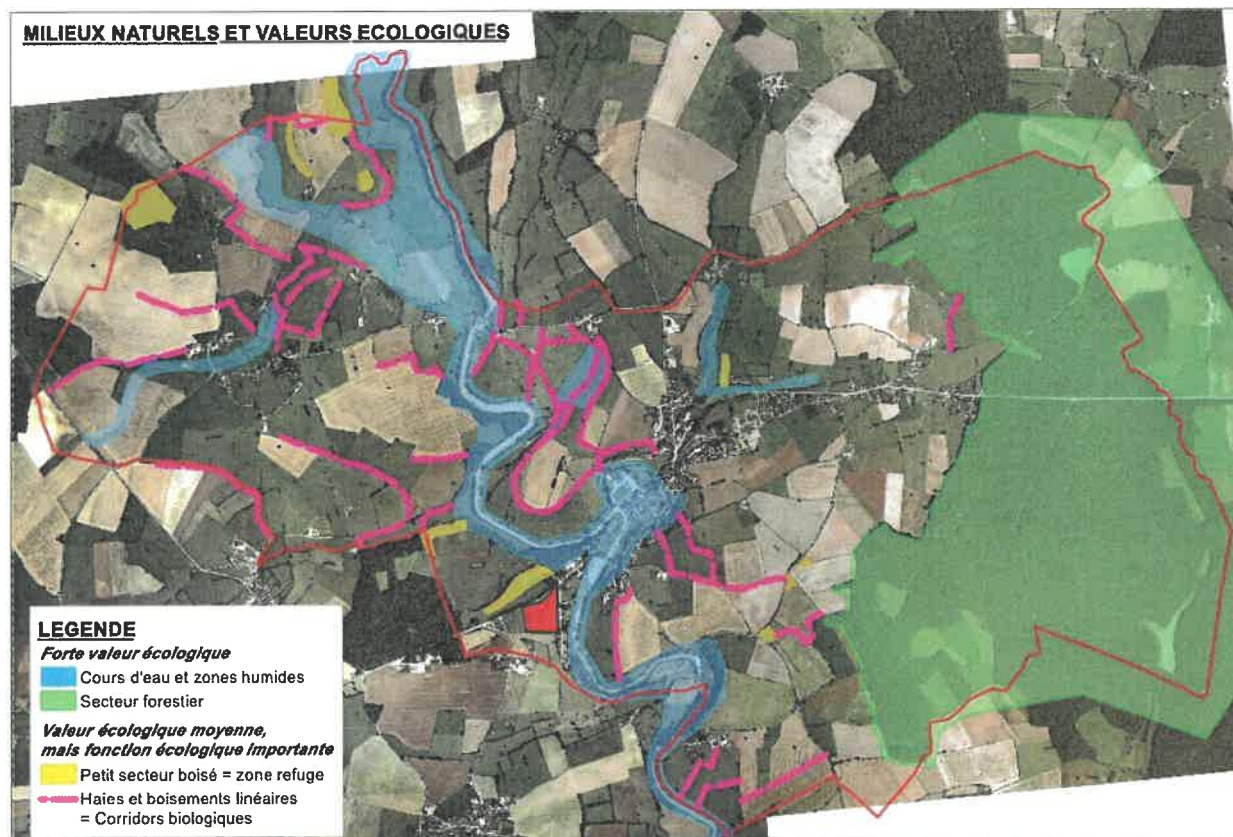 MILIEUX NATURELS ET VALEURS ECOLOGIQUES
LEGENDE
Forte valeur écologique
Cours d'eau et zones humides
Secteur forestier
Valeur écologique moyenne,
mais fonction écologique importante
Petit secteur boisé = zone refuge
Haies et boisements linéaires
= Corridors biologiques